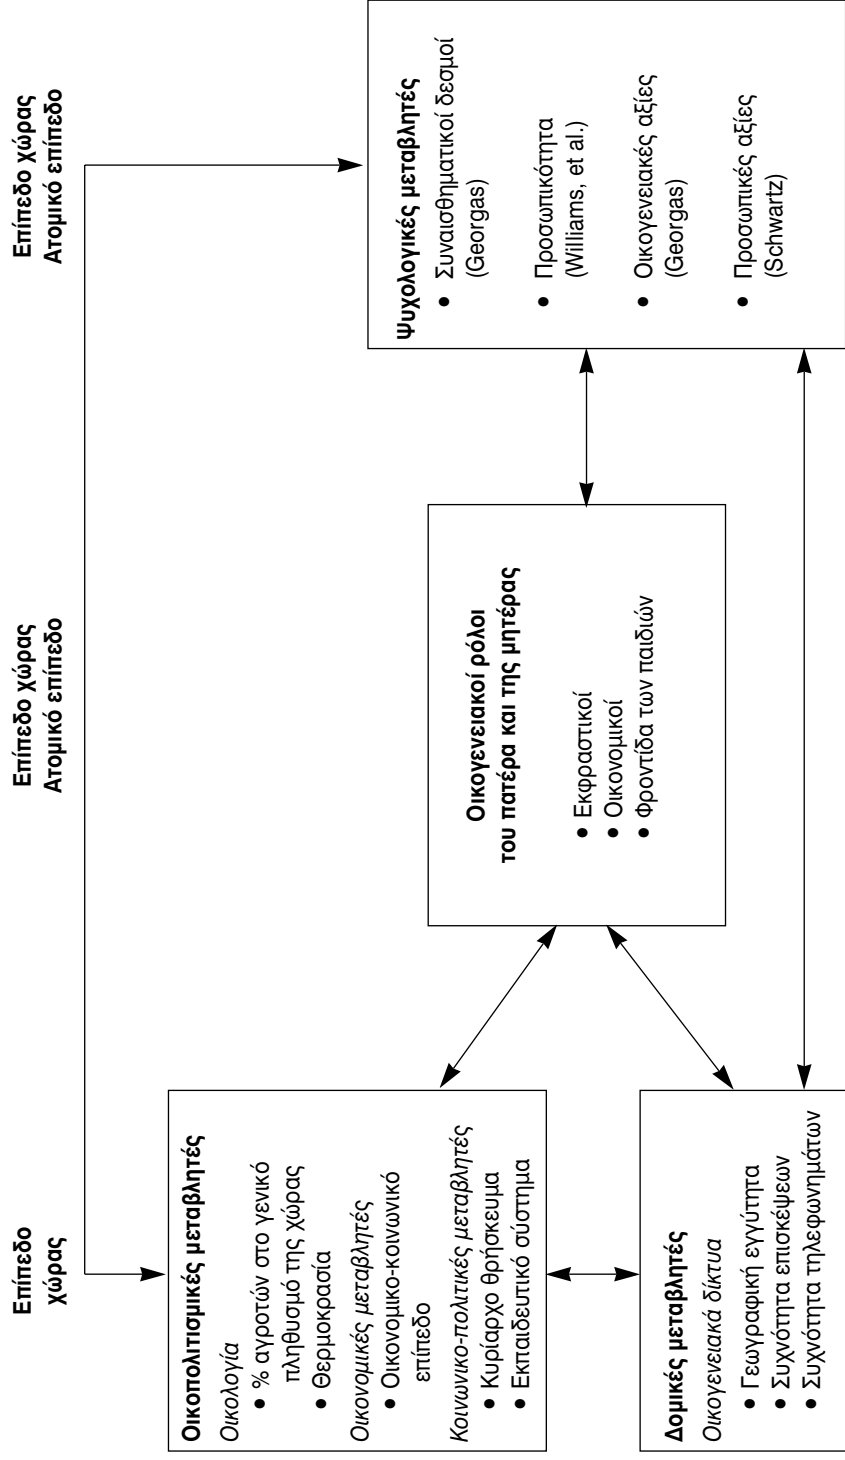 Επίπεδο
χώρας
Επίπεδο χώρας
Ατομικό επίπεδο
Επίπεδο χώρας
Ατομικό επίπεδο
Οικοπολιτισμικές μεταβλητές
Οικολογία
● % αγροτών στο γενικό
πληθυσμό της χώρας
● Θερμοκρασία
Οικονομικές μεταβλητές
● Οικονομικο-κοινωνικό
επίπεδο
Κοινωνικο-πολιτικές μεταβλητές
● Κυρίαρχο θρήσκευμα
● Εκπαιδευτικό σύστημα
Δομικές μεταβλητές
Οικογενειακά δίκτυα
● Γεωγραφική εγγύτητα
● Συχνότητα επισκέψεων
● Συχνότητα τηλεφωνημάτων
Οικογενειακοί ρόλοι
του πατέρα και της μητέρας
● Εκφραστικοί
● Οικονομικοί
● Φροντίδα των παιδιών
Ψυχολογικές μεταβλητές
● Συναισθηματικοί δεσμοί
(Georgas)
● Προσωπικότητα
(Williams, et al.)
● Οικογενειακές αξίες
(Georgas)
● Προσωπικές αξίες
(Schwartz)